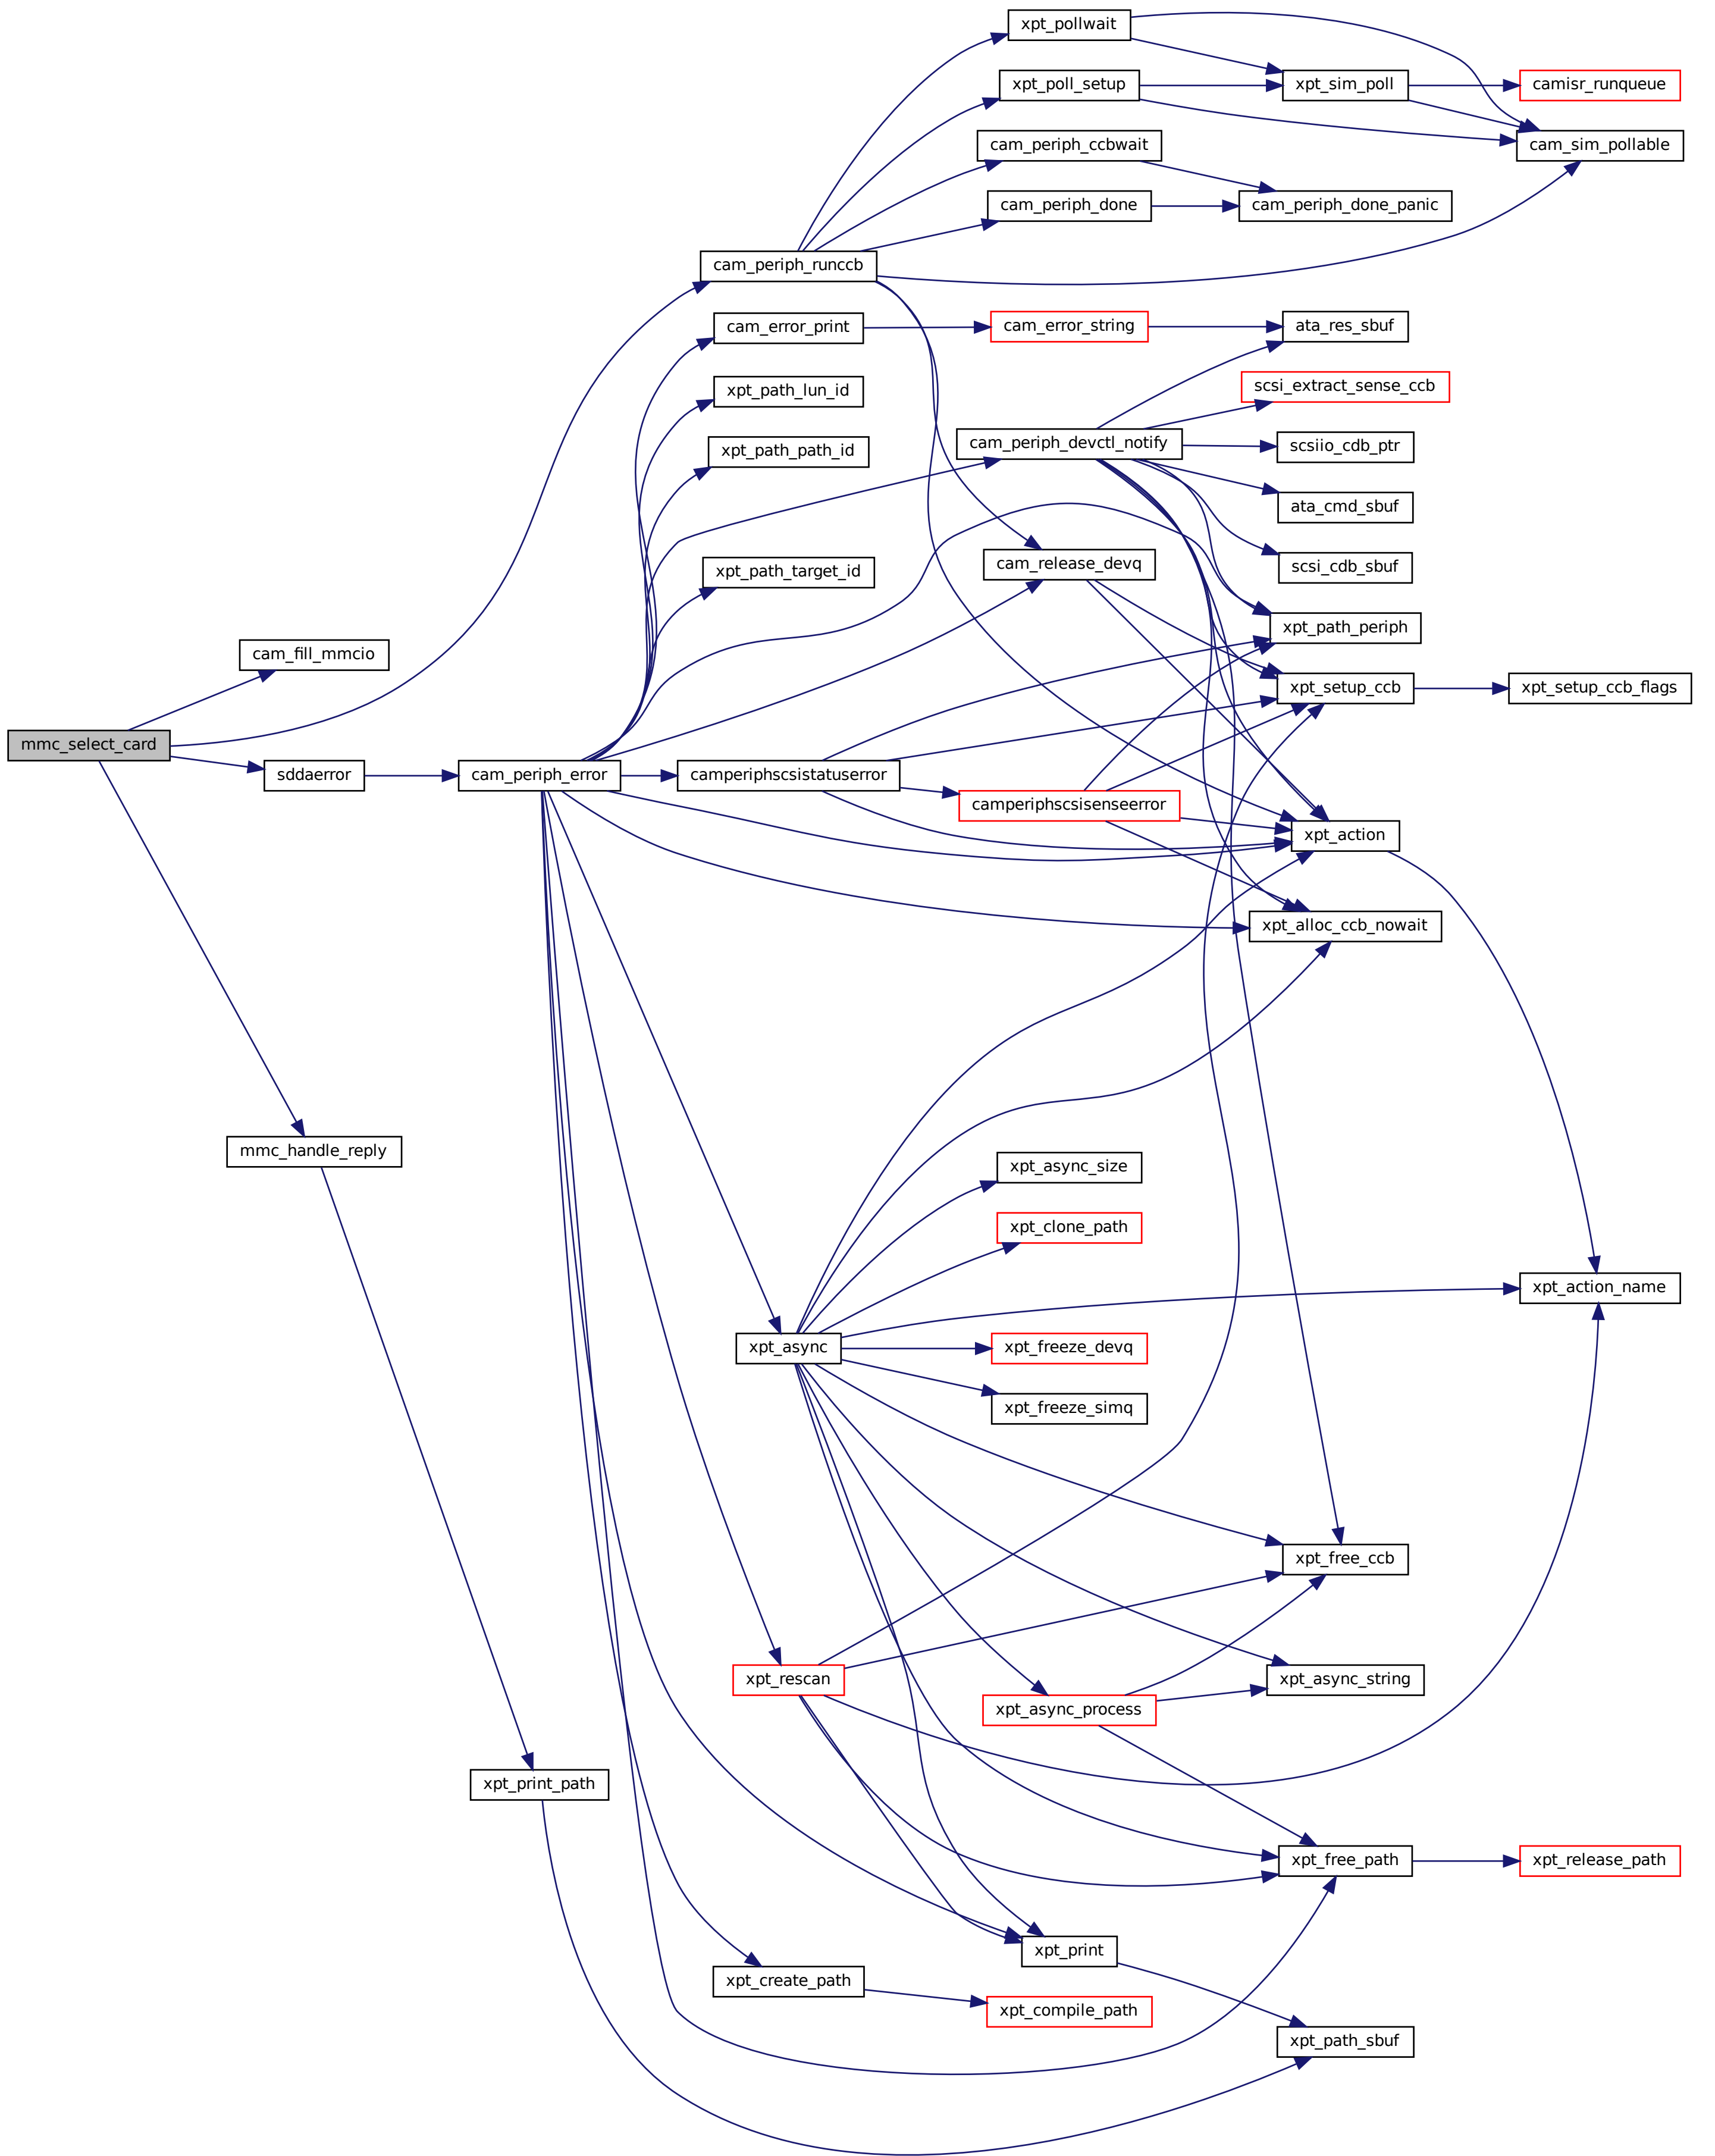 xpt_pollwait
xpt_poll_setup
xpt_sim_poll
camisr_runqueue
cam_periph_ccbwait
cam_sim_pollable
cam_periph_done
cam_periph_done_panic
cam_periph_runccb
cam_error_print
cam_error_string
ata_res_sbuf
xpt_path_lun_id
scsi_extract_sense_ccb
xpt_path_path_id
cam_periph_devctl_notify
scsiio_cdb_ptr
ata_cmd_sbuf
xpt_path_target_id
cam_release_devq
scsi_cdb_sbuf
cam_fill_mmcio
xpt_path_periph
xpt_setup_ccb
xpt_setup_ccb_flags
mmc_select_card
sddaerror
cam_periph_error
camperiphscsistatuserror
camperiphscsisenseerror
xpt_action
xpt_alloc_ccb_nowait
mmc_handle_reply
xpt_async_size
xpt_clone_path
xpt_action_name
xpt_async
xpt_freeze_devq
xpt_freeze_simq
xpt_free_ccb
xpt_rescan
xpt_async_string
xpt_async_process
xpt_print_path
xpt_free_path
xpt_release_path
xpt_print
xpt_create_path
xpt_compile_path
xpt_path_sbuf